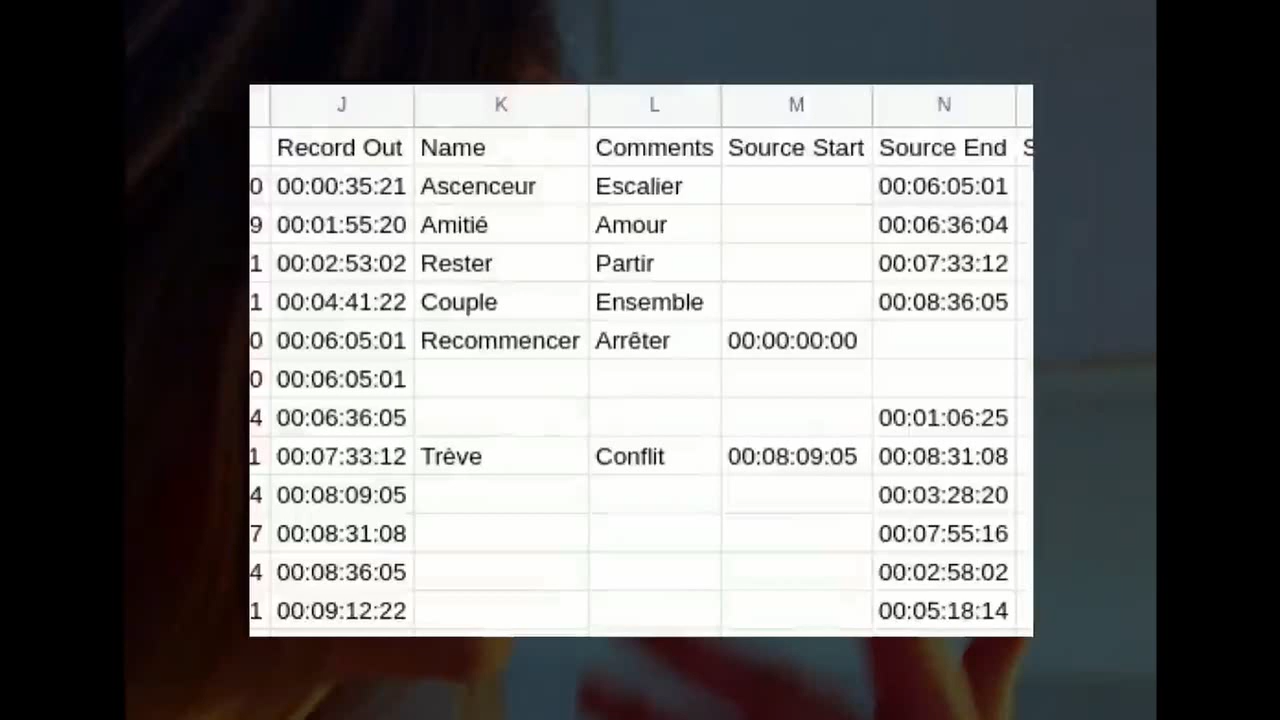 J K L M N
Record Out Name Comments Source Start Source End S
0 00:00:35:21 Ascenceur Escalier 00:06:05:01
9 00:01:55:20 Amitié Amour 00:06:36:04
1 00:02:53:02 Rester Partir 00:07:33:12
1 00:04:41:22 Couple Ensemble 00:08:36:05
0 00:06:05:01 Recommencer Arrêter 00:00:00:00
0 00:06:05:01
4 00:06:36:05 00:01:06:25
1 00:07:33:12 Trève Conflit 00:08:09:05 00:08:31:08
4 00:08:09:05 00:03:28:20
7 00:08:31:08 00:07:55:16
4 00:08:36:05 00:02:58:02
1 00:09:12:22 00:05:18:14